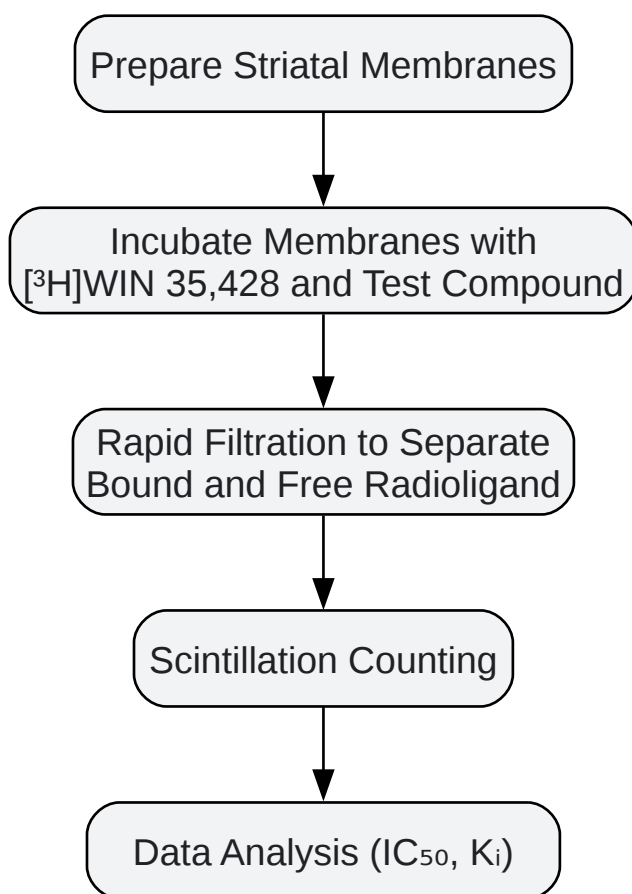 Prepare Striatal Membranes
Incubate Membranes with
[³H]WIN 35,428 and Test Compound
Rapid Filtration to Separate
Bound and Free Radioligand
Scintillation Counting
Data Analysis (IC₅₀, Kᵢ)